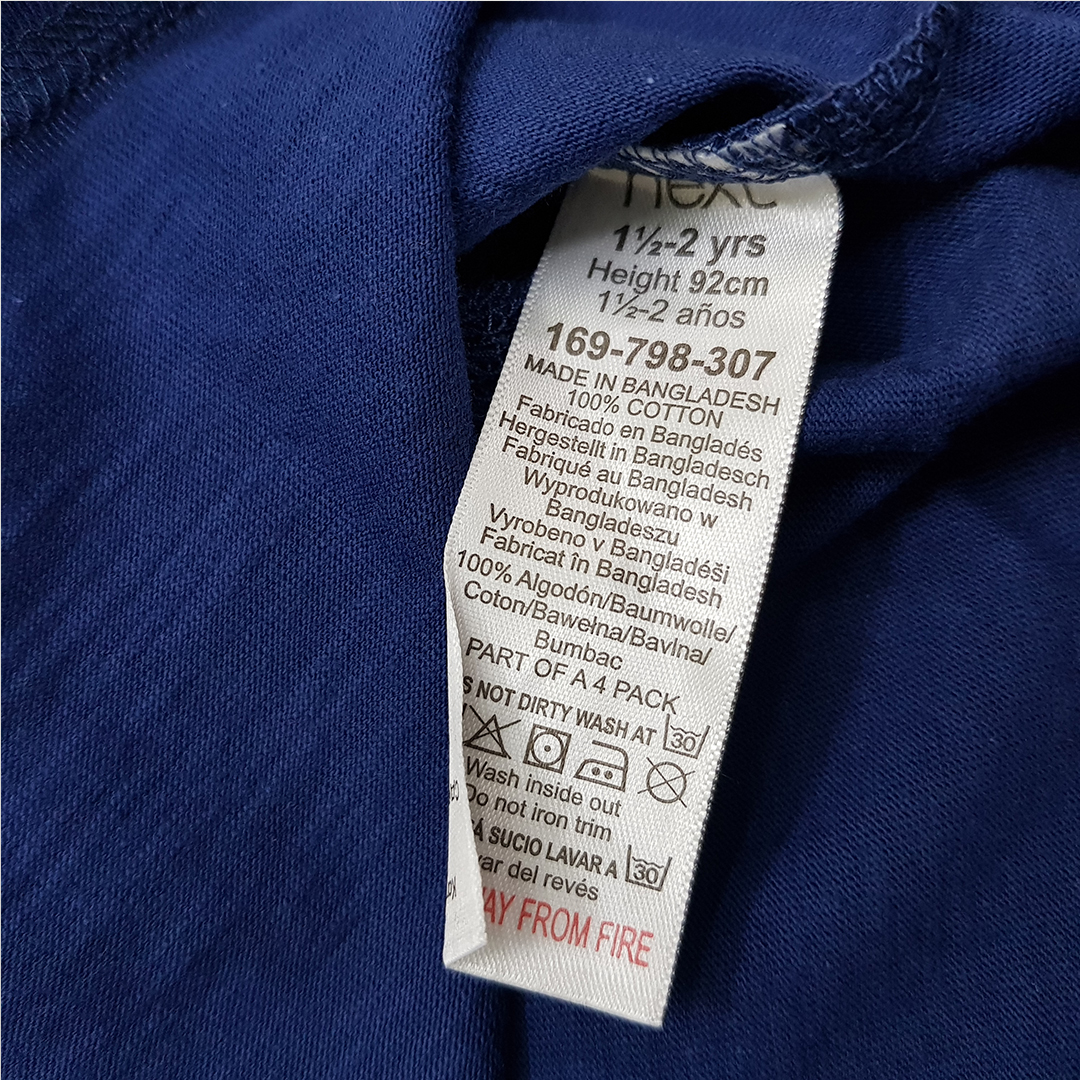 next
1½-2 yrs
Height 92cm
1½-2 años
169-798-307
MADE IN BANGLADESH
100% COTTON
Fabricado en Bangladés
Hergestellt in Bangladesch
Fabriqué au Bangladesh
Wyprodukowano w
Bangladeszu
Vyrobeno v Bangladéši
Fabricat în Bangladesh
100% Algodón/Baumwolle/
Coton/Bawełna/Bavlna/
Bumbac
PART OF A 4 PACK
NOT DIRTY WASH AT 30
Wash inside out
Do not iron trim
SUCIO LAVAR A 30
del revés
FROM FIRE